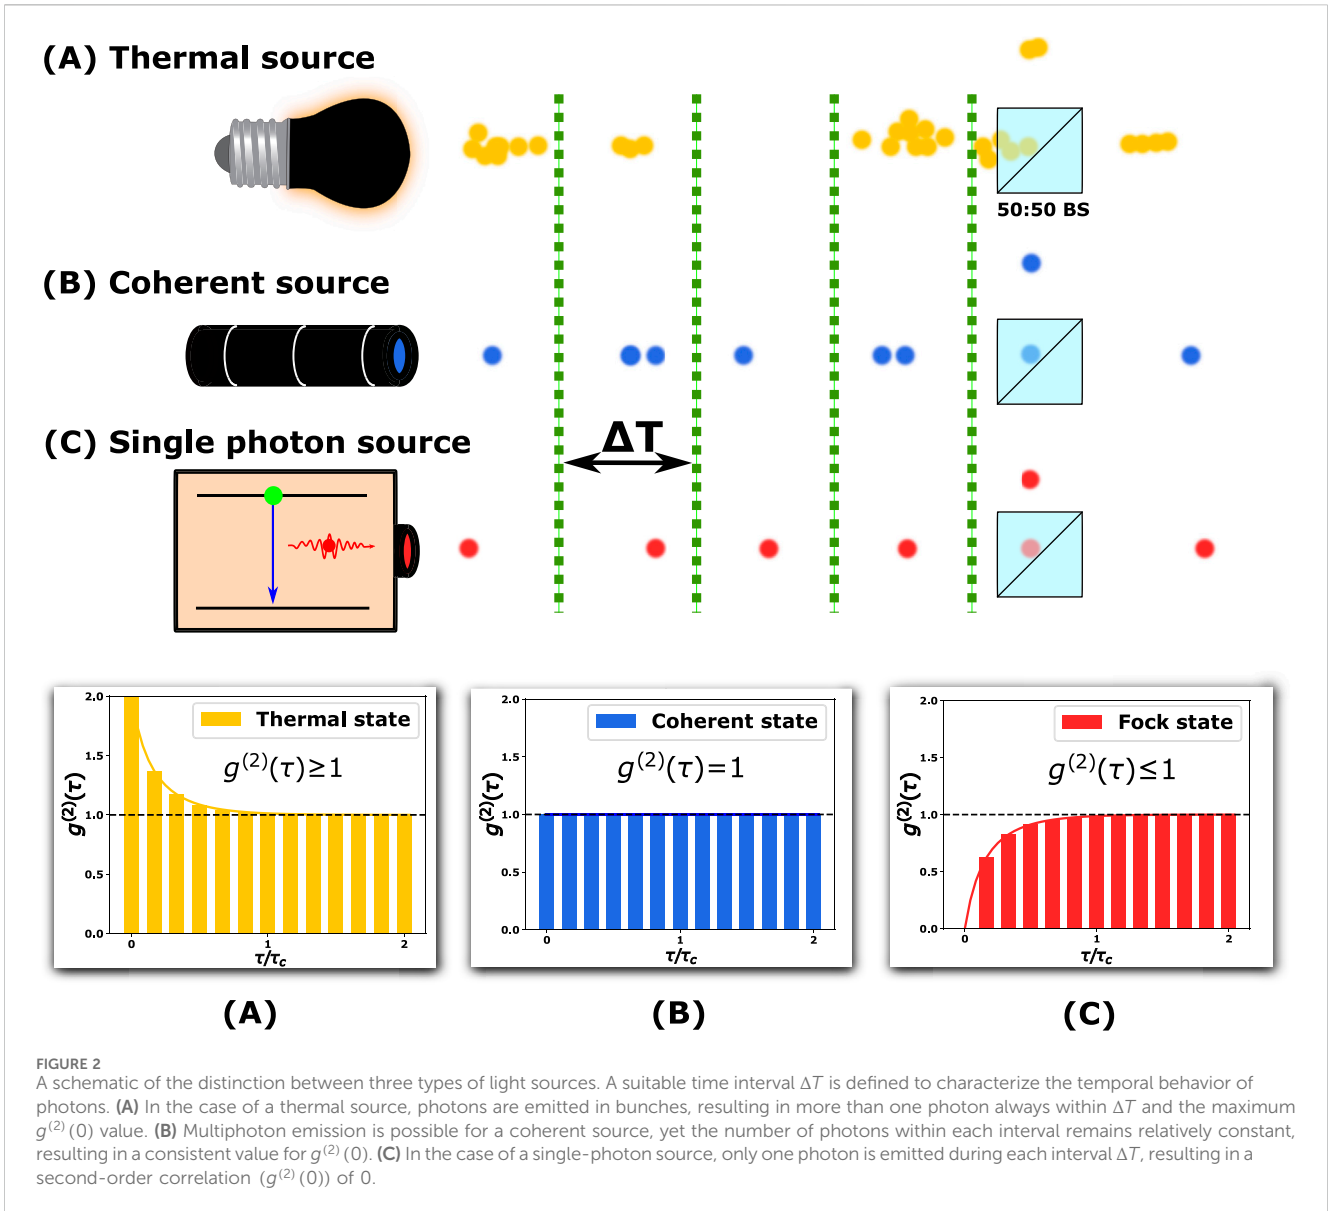 (A) Thermal source
50:50 BS
(B) Coherent source
(C) Single photon source
ΔT
2.0
1.5
1.0
0.5
0.0
g⁽²⁾(τ)
Thermal state
g⁽²⁾(τ)≥1
0
1
2
τ/τc
2.0
1.5
1.0
0.5
0.0
g⁽²⁾(τ)
Coherent state
g⁽²⁾(τ)=1
0
1
2
τ/τc
2.0
1.5
1.0
0.5
0.0
g⁽²⁾(τ)
Fock state
g⁽²⁾(τ)≤1
0
1
2
τ/τc
(A)
(B)
(C)
FIGURE 2
A schematic of the distinction between three types of light sources. A suitable time interval ΔT is defined to characterize the temporal behavior of
photons. (A) In the case of a thermal source, photons are emitted in bunches, resulting in more than one photon always within ΔT and the maximum
g⁽²⁾(0) value. (B) Multiphoton emission is possible for a coherent source, yet the number of photons within each interval remains relatively constant,
resulting in a consistent value for g⁽²⁾(0). (C) In the case of a single-photon source, only one photon is emitted during each interval ΔT, resulting in a
second-order correlation (g⁽²⁾(0)) of 0.